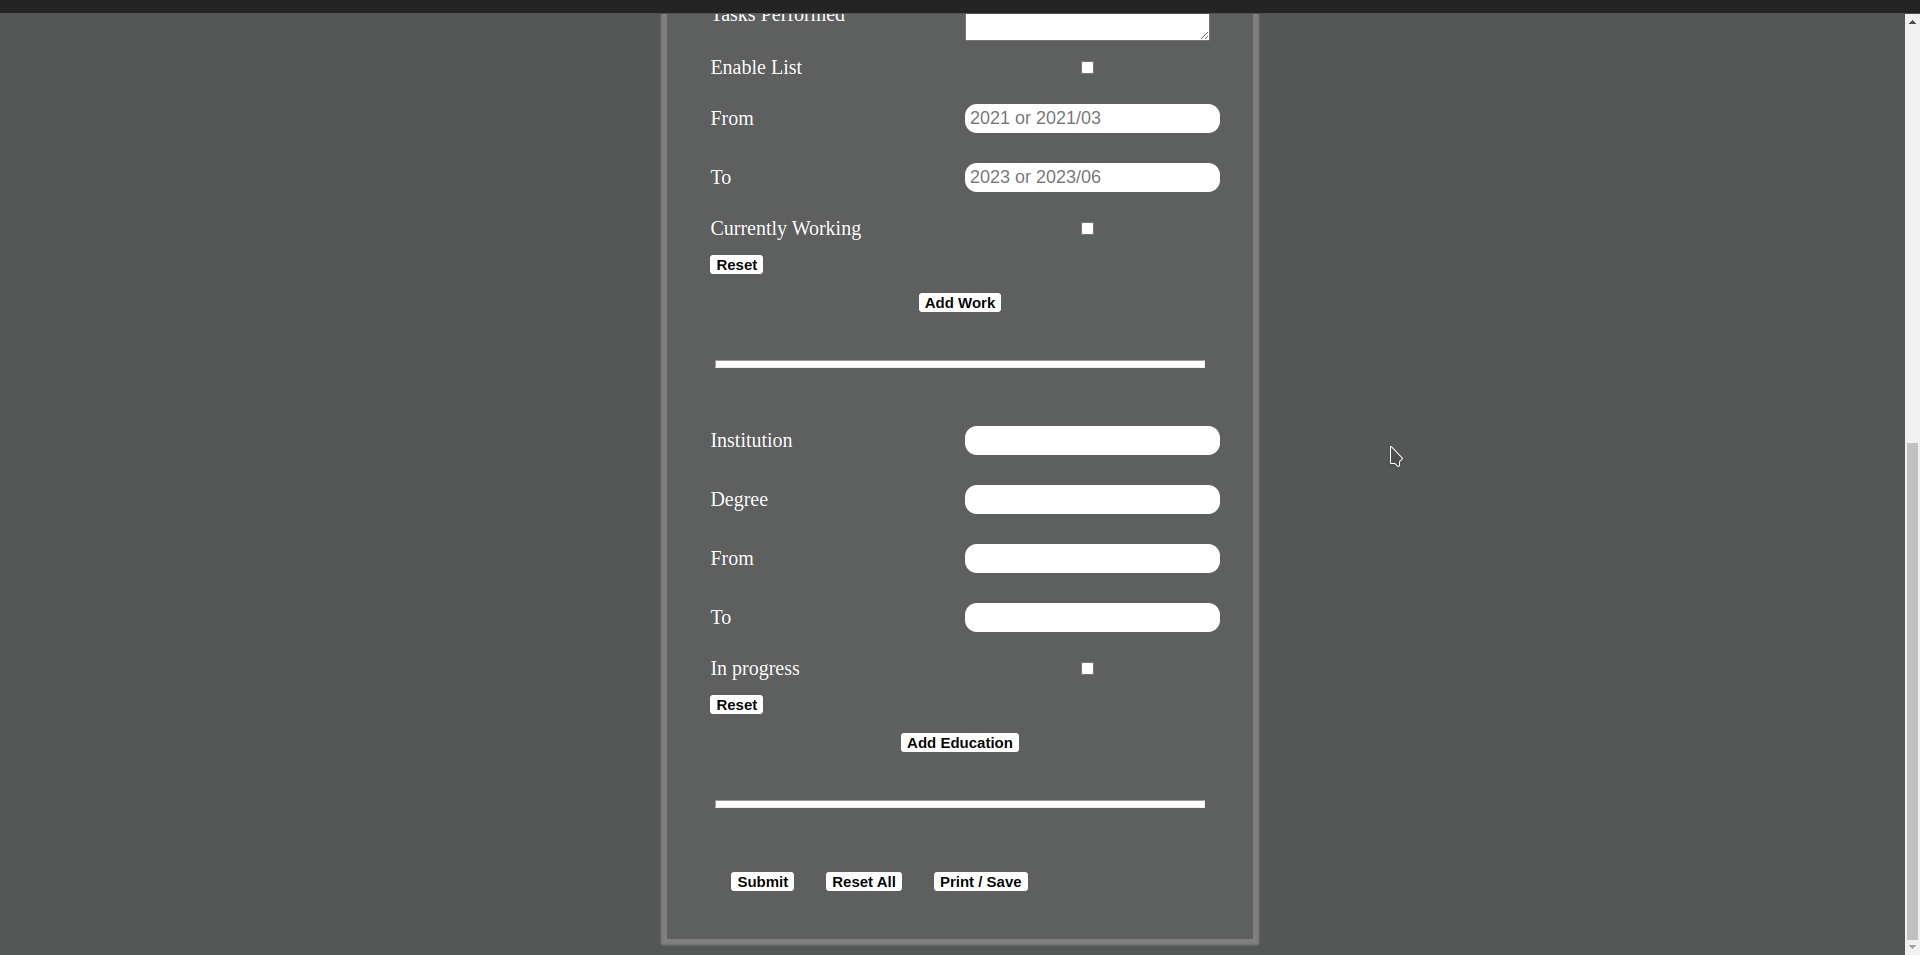 Tasks Performed
Enable List
From 2021 or 2021/03
To 2023 or 2023/06
Currently Working
Reset
Add Work
Institution
Degree
From
To
In progress
Reset
Add Education
Submit Reset All Print / Save